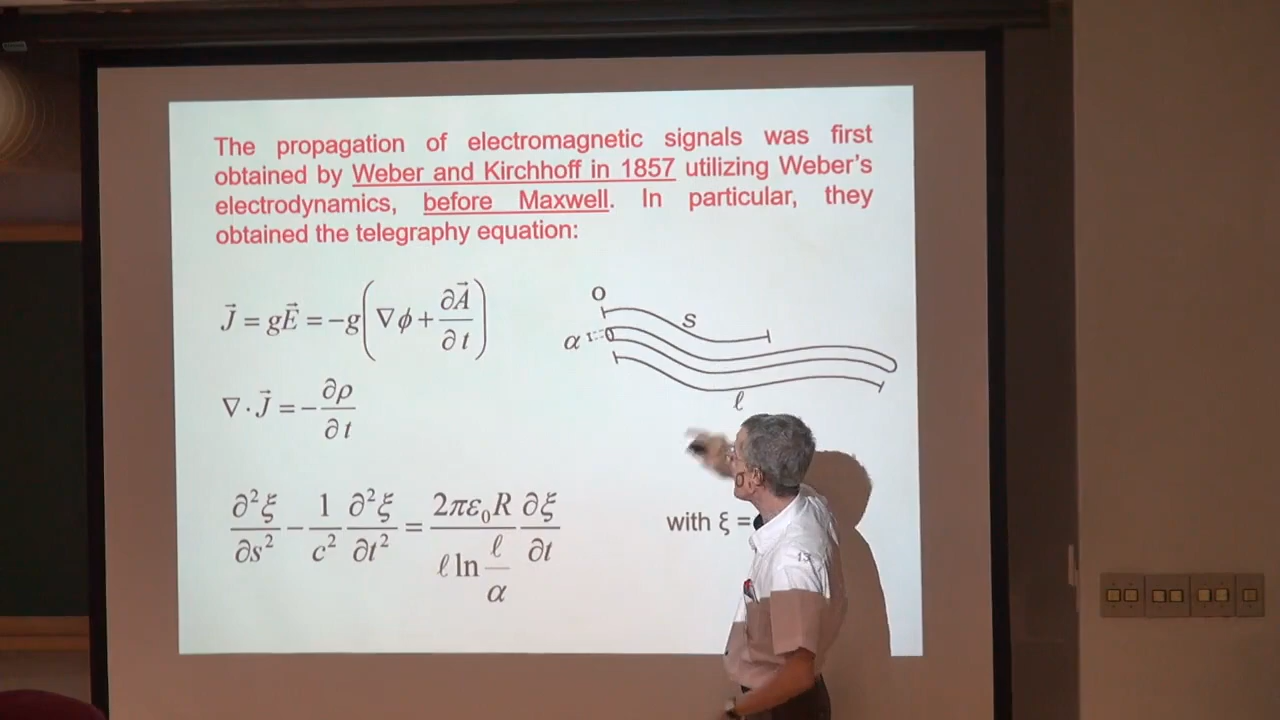 The propagation of electromagnetic signals was first
obtained by Weber and Kirchhoff in 1857 utilizing Weber's
electrodynamics, before Maxwell. In particular, they
obtained the telegraphy equation:
J⃗ = gE⃗ = −g(∇ϕ + ∂A⃗/∂t)
O
s
α
ℓ
∇·J⃗ = −∂ρ/∂t
∂²ξ/∂s² − 1/c² ∂²ξ/∂t² = 2πε₀R/(ℓ ln ℓ/α) ∂ξ/∂t
with ξ =